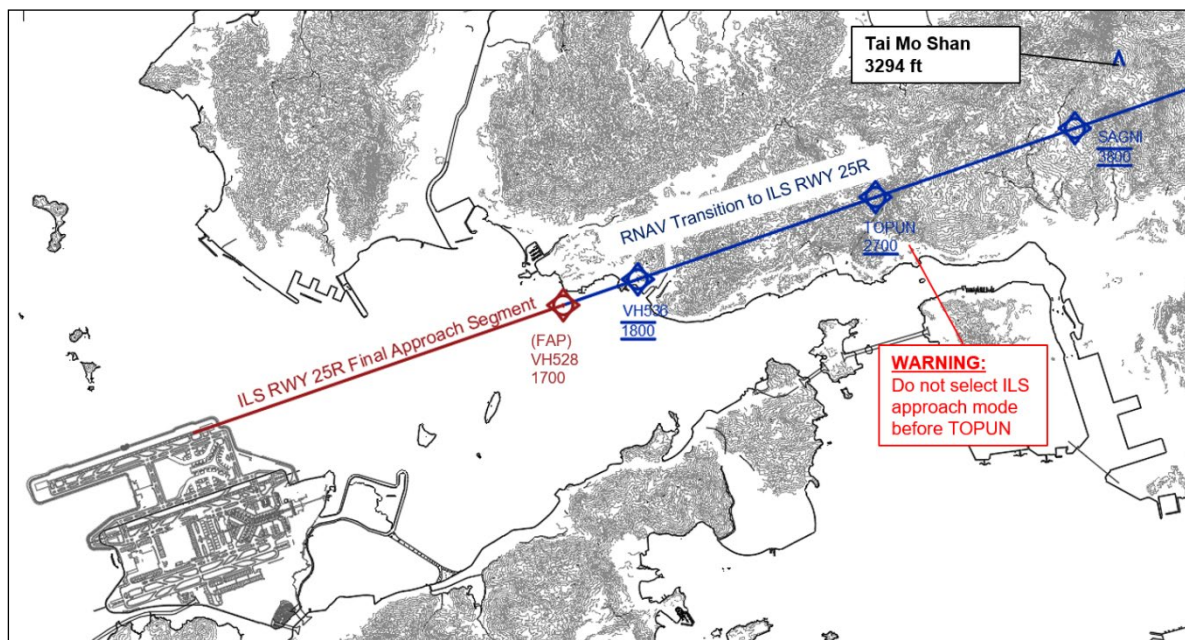 Tai Mo Shan
3294 ft
SAGNI
3800
RNAV Transition to ILS RWY 25R
TOPUN
2700
VH536
1800
ILS RWY 25R Final Approach Segment
(FAP)
VH528
1700
WARNING:
Do not select ILS
approach mode
before TOPUN